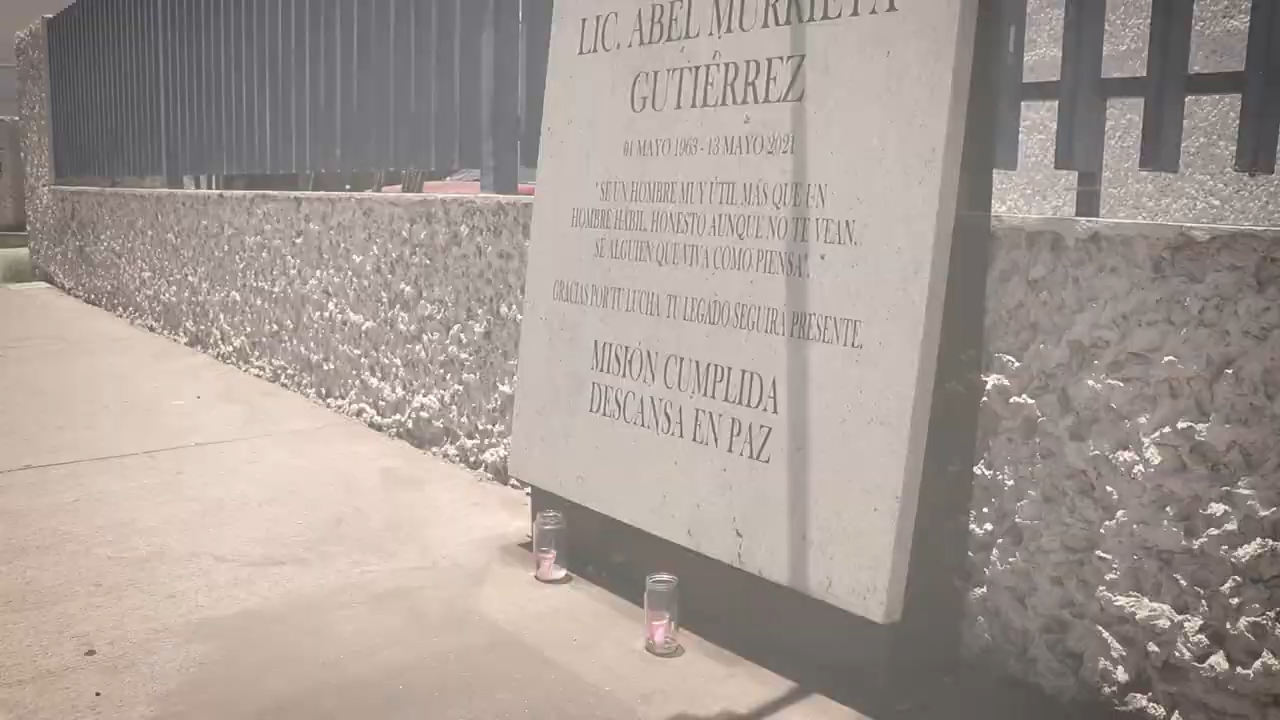 LIC. ABEL MURRIETA
GUTIÉRREZ
01 MAYO 1963 - 13 MAYO 2021
"SE UN HOMBRE MUY ÚTIL MÁS QUE UN
HOMBRE HÁBIL, HONESTO AUNQUE NO TE VEAN.
SE ALGUIEN QUE VIVA COMO PIENSA".
GRACIAS POR TU LUCHA TU LEGADO SEGUIRÁ PRESENTE.
MISIÓN CUMPLIDA
DESCANSA EN PAZ